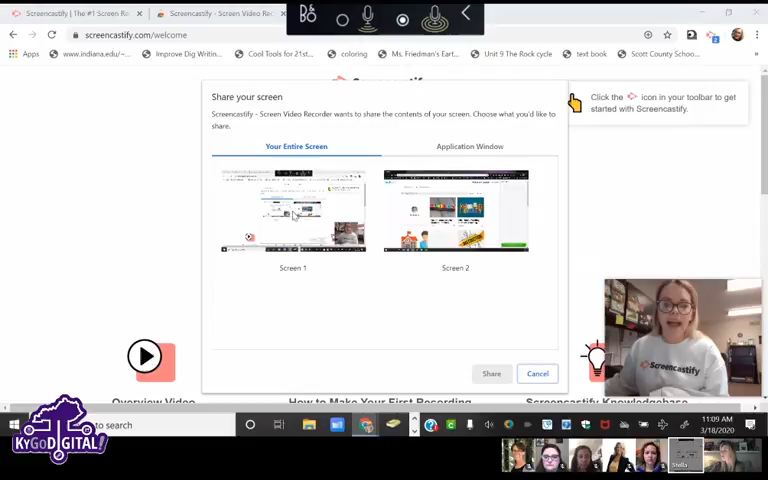 Screencastify | The #1 Screen Re
Screencastify - Screen Video Rec
screencastify.com/welcome
Apps
www.indiana.edu/~...
Improve Dig Writin...
Cool Tools for 21st...
coloring
Ms. Friedman's Eart...
Unit 9 The Rock cycle
text book
Scott County Schoo...
Share your screen
Screencastify - Screen Video Recorder wants to share the contents of your screen. Choose what you'd like to
share.
Click the
icon in your toolbar to get
started with Screencastify.
Your Entire Screen
Application Window
Screen 1
Screen 2
Screencastify
Share
Cancel
Overview Video
How to Make Your First Recording
Screencastify Knowledgebase
to search
11:09 AM
3/18/2020
KYGODIGITAL!
Stella